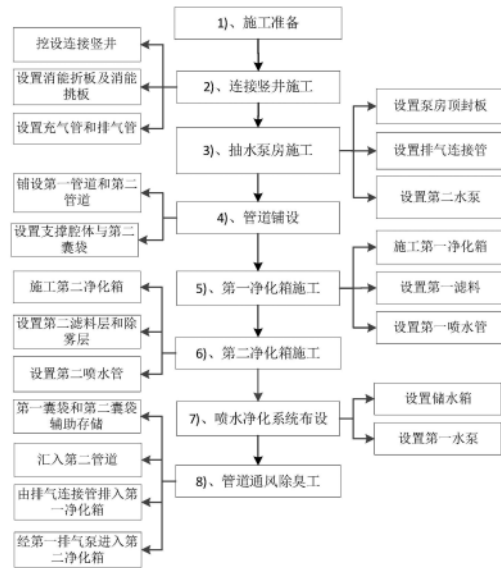 1)、施工准备
挖设连接竖井
设置消能折板及消能
挑板
设置充气管和排气管
2)、连接竖井施工
3)、抽水泵房施工
设置泵房顶封板
设置排气连接管
设置第二水泵
铺设第一管道和第二
管道
设置支撑腔体与第二
囊袋
4)、管道铺设
5)、第一净化箱施工
施工第一净化箱
设置第一滤料
设置第一喷水管
施工第二净化箱
设置第二滤料层和除
雾层
设置第二喷水管
6)、第二净化箱施工
7)、喷水净化系统布设
设置储水箱
设置第一水泵
第一囊袋和第二囊袋
辅助存储
汇入第二管道
由排气连接管排入第
一净化箱
经第一排气泵进入第
二净化箱
8)、管道通风除臭工